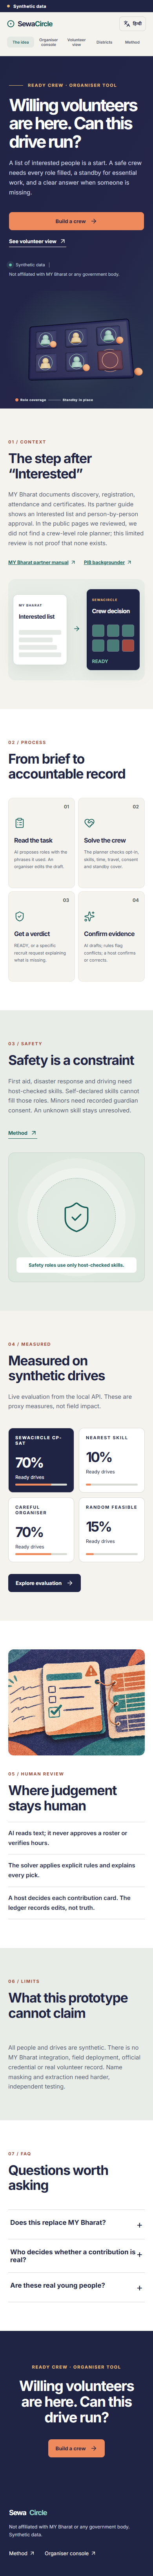 Synthetic data
SewaCircle
हिन्दी
The idea
Organiser view
Volunteer view
Districts
Method
READY CREW · ORGANISER TOOL
Willing volunteers
are here. Can this
drive run?
A list of interested people is a start. A safe crew
needs every role filled, a standby for essential
work, and a clear answer when someone is
missing.
Build a crew
See volunteer view
Synthetic data
Not affiliated with MY Bharat or any government body.
Role coverage
Standby in place
01 / CONTEXT
The step after
“Interested”
MY Bharat documents discovery, registration,
attendance and certificates. Its partner guide
shows an interested list and person-by-person
approval. In the public pages we reviewed, we
did not find a crew-level role planner; this limited
review is not proof that none exists.
MY Bharat partner manual
PIB backgrounder
MY BHARAT
Interested list
SEWACIRCLE
Crew decision
READY
02 / PROCESS
From brief to
accountable record
01
Read the task
AI proposes roles with the
phrases it used. An
organiser edits the draft.
02
Solve the crew
The planner checks opt-in,
skills, time, travel, consent
and standby cover.
03
Get a verdict
READY, or a specific
recruit request explaining
what is missing.
04
Confirm evidence
AI drafts; rules flag
conflicts; a host confirms
or corrects.
03 / SAFETY
Safety is a constraint
First aid, disaster response and driving need
host-checked skills. Self-declared skills cannot
fill those roles. Minors need recorded guardian
consent. An unknown skill stays unresolved.
Method
Safety roles use only host-checked skills.
04 / MEASURED
Measured on
synthetic drives
Live evaluation from the local API. These are
proxy measures, not field impact.
SEWACIRCLE CP-
SAT
70%
Ready drives
NEAREST SKILL
10%
Ready drives
CAREFUL
ORGANISER
70%
Ready drives
RANDOM FEASIBLE
15%
Ready drives
Explore evaluation
05 / HUMAN REVIEW
Where judgement
stays human
AI reads text; it never approves a roster or
verifies hours.
The solver applies explicit rules and explains
every pick.
A host decides each contribution card. The
ledger records edits, not truth.
06 / LIMITS
What this prototype
cannot claim
All people and drives are synthetic. There is no
MY Bharat integration, field deployment, official
credential or real volunteer record. Name
masking and extraction need harder,
independent testing.
07 / FAQ
Questions worth
asking
Does this replace MY Bharat?
Who decides whether a contribution is
real?
Are these real young people?
READY CREW · ORGANISER TOOL
Willing volunteers
are here. Can this
drive run?
Build a crew
Sewa Circle
Not affiliated with MY Bharat or any government body.
Synthetic data.
Method
Organiser console